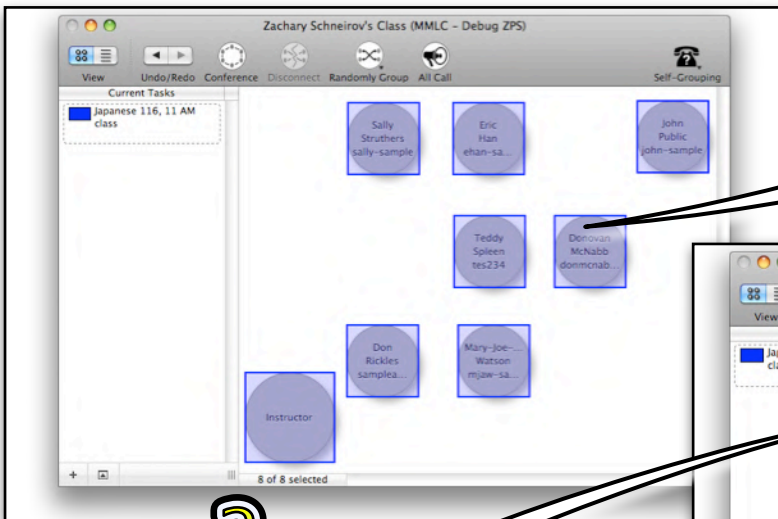 Zachary Schneirov's Class (MMLC – Debug ZPS)
View Undo/Redo Conference Disconnect Randomly Group All Call Self-Grouping
Current Tasks
Japanese 116, 11 AM
class
Sally
Struthers
sally-sample
Eric
Han
ehan-sa...
John
Public
john-sample
Teddy
Spleen
tes234
Donovan
McNabb
donmcnab...
Don
Rickles
samplea...
Mary-Joe-...
Watson
mjaw-sa...
Instructor
8 of 8 selected
View